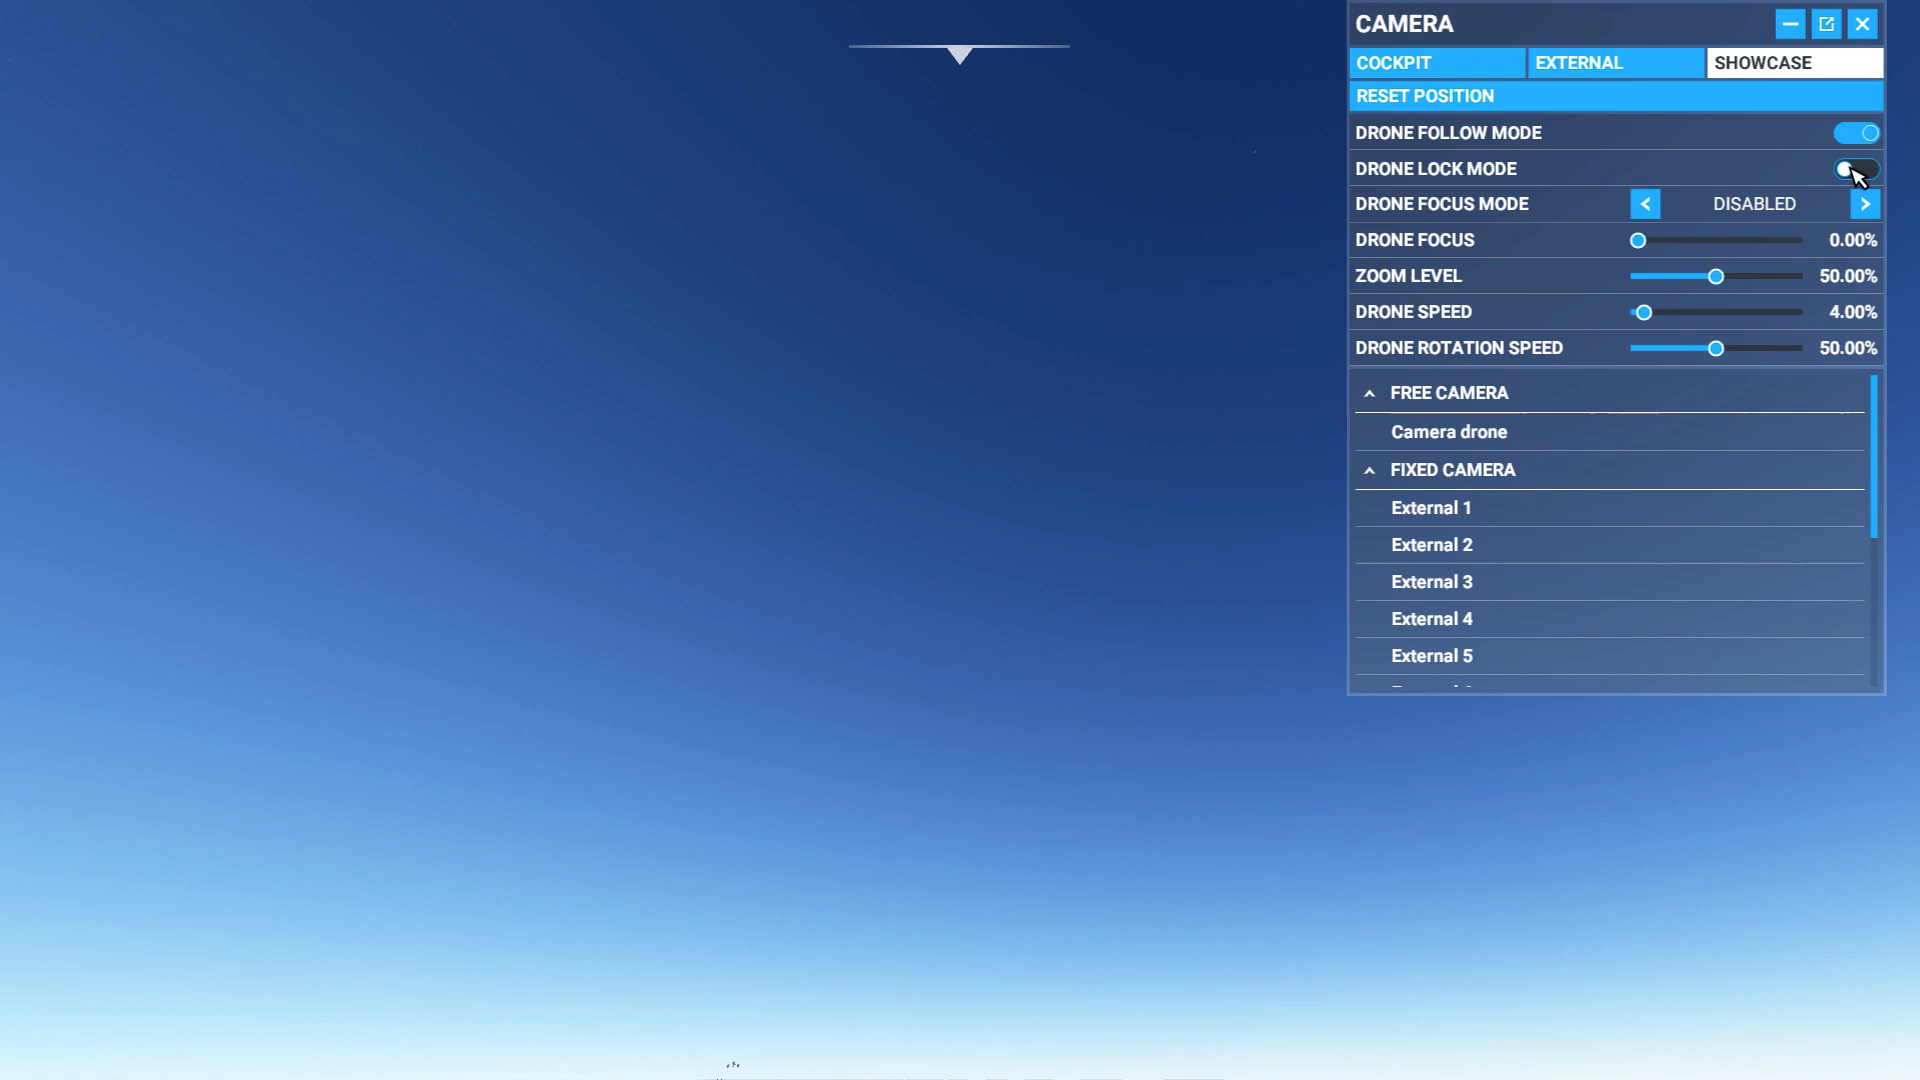 CAMERA
COCKPIT EXTERNAL SHOWCASE
RESET POSITION
DRONE FOLLOW MODE
DRONE LOCK MODE
DRONE FOCUS MODE < DISABLED >
DRONE FOCUS 0.00%
ZOOM LEVEL 50.00%
DRONE SPEED 4.00%
DRONE ROTATION SPEED 50.00%
FREE CAMERA
Camera drone
FIXED CAMERA
External 1
External 2
External 3
External 4
External 5